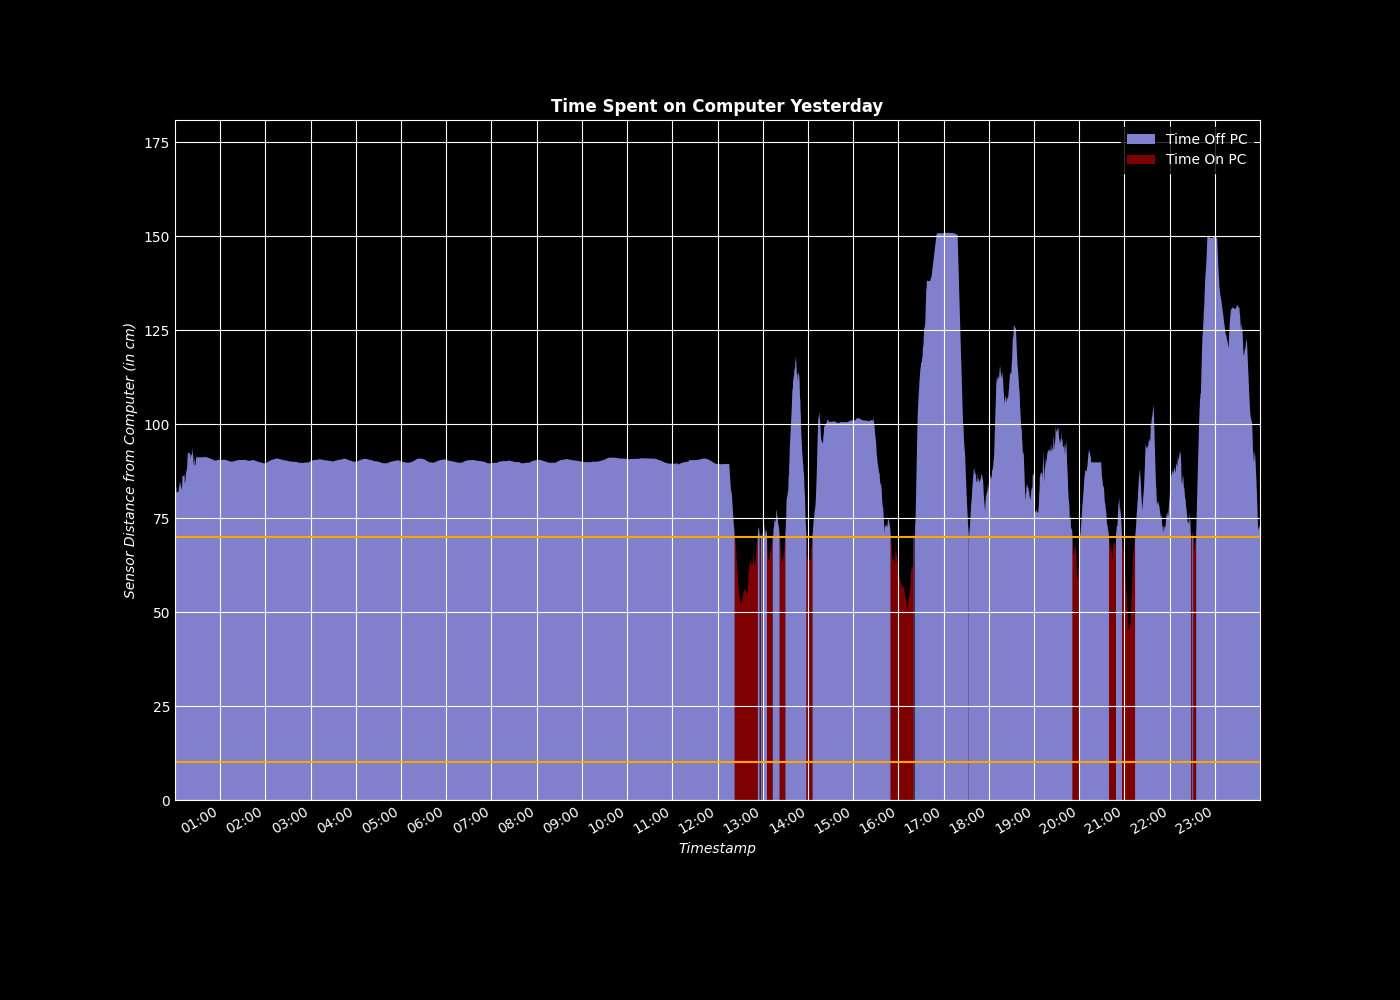 Time Spent on Computer Yesterday
Time Off PC
Time On PC
175
150
125
100
75
50
25
0
Sensor Distance from Computer (in cm)
01:00 02:00 03:00 04:00 05:00 06:00 07:00 08:00 09:00 10:00 11:00 12:00 13:00 14:00 15:00 16:00 17:00 18:00 19:00 20:00 21:00 22:00 23:00
Timestamp